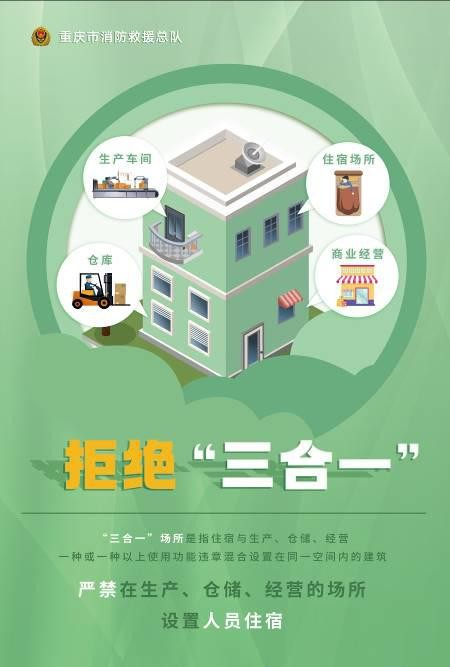 重庆市消防救援总队
生产车间
住宿场所
仓库
商业经营
拒绝“三合一”
“三合一”场所是指住宿与生产、仓储、经营
一种或一种以上使用功能违章混合设置在同一空间内的建筑
严禁在生产、仓储、经营的场所
设置人员住宿